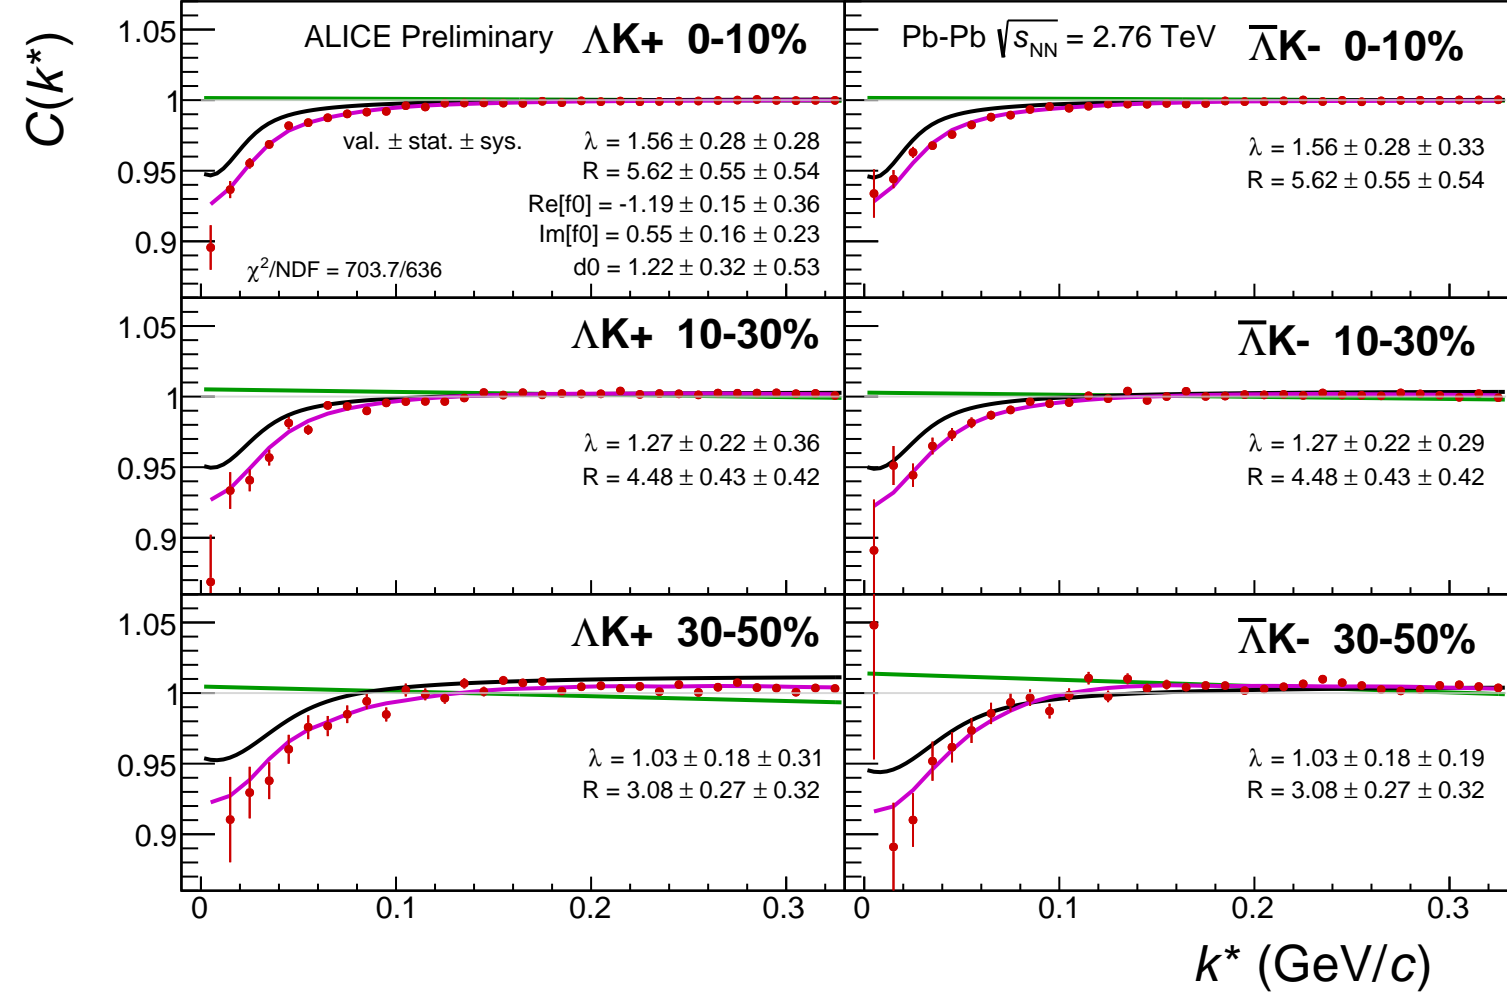 C(k*)
1.05
1
0.95
0.9
ALICE Preliminary ΛK+ 0-10%
val. ± stat. ± sys.
λ = 1.56 ± 0.28 ± 0.28
R = 5.62 ± 0.55 ± 0.54
Re[f0] = -1.19 ± 0.15 ± 0.36
Im[f0] = 0.55 ± 0.16 ± 0.23
d0 = 1.22 ± 0.32 ± 0.53
χ²/NDF = 703.7/636
Pb-Pb √s_NN = 2.76 TeV Λ̅K- 0-10%
λ = 1.56 ± 0.28 ± 0.33
R = 5.62 ± 0.55 ± 0.54
1.05
1
0.95
0.9
ΛK+ 10-30%
λ = 1.27 ± 0.22 ± 0.36
R = 4.48 ± 0.43 ± 0.42
Λ̅K- 10-30%
λ = 1.27 ± 0.22 ± 0.29
R = 4.48 ± 0.43 ± 0.42
1.05
1
0.95
0.9
ΛK+ 30-50%
λ = 1.03 ± 0.18 ± 0.31
R = 3.08 ± 0.27 ± 0.32
Λ̅K- 30-50%
λ = 1.03 ± 0.18 ± 0.19
R = 3.08 ± 0.27 ± 0.32
0 0.1 0.2 0.3 0 0.1 0.2 0.3
k* (GeV/c)